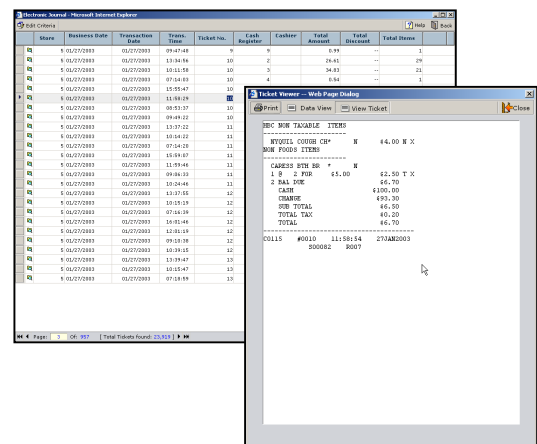 Electronic Journal - Microsoft Internet Explorer
Edit Criteria Help Back
Store Business Date Transaction Date Trans. Time Ticket No. Cash Register Cashier Total Amount Total Discount Total Items
5 01/27/2003 01/27/2003 09:47:48 9 9 0.99 -- 1
5 01/27/2003 01/27/2003 13:34:56 10 2 26.61 -- 29
5 01/27/2003 01/27/2003 10:11:58 10 3 34.83 -- 21
5 01/27/2003 01/27/2003 07:14:03 10 4 0.54 -- 1
5 01/27/2003 01/27/2003 15:55:47 10
5 01/27/2003 01/27/2003 11:58:29 10
5 01/27/2003 01/27/2003 08:53:37 10
5 01/27/2003 01/27/2003 09:49:22 10
5 01/27/2003 01/27/2003 13:37:22 11
5 01/27/2003 01/27/2003 10:14:22 11
5 01/27/2003 01/27/2003 07:14:20 11
5 01/27/2003 01/27/2003 15:59:07 11
5 01/27/2003 01/27/2003 11:59:46 11
5 01/27/2003 01/27/2003 09:06:33 11
5 01/27/2003 01/27/2003 10:24:46 11
5 01/27/2003 01/27/2003 13:37:55 12
5 01/27/2003 01/27/2003 10:15:19 12
5 01/27/2003 01/27/2003 07:16:39 12
5 01/27/2003 01/27/2003 16:01:46 12
5 01/27/2003 01/27/2003 12:01:19 12
5 01/27/2003 01/27/2003 09:10:38 12
5 01/27/2003 01/27/2003 10:39:15 12
5 01/27/2003 01/27/2003 13:39:47 13
5 01/27/2003 01/27/2003 10:15:47 13
5 01/27/2003 01/27/2003 07:18:59 13
Page: 3 Of: 957 [ Total Tickets Found: 23,919 ]
Ticket Viewer -- Web Page Dialog
Print Data View View Ticket Close
HBC NON TAXABLE ITEMS
----------------------
NYQUIL COUGH CH* N $4.00 N X
NON FOODS ITEMS
----------------------
CARESS BTH BR * N
1 @ 2 FOR $5.00 $2.50 T X
2 BAL DUE $6.70
CASH $100.00
CHANGE $93.30
SUB TOTAL $6.50
TOTAL TAX $0.20
TOTAL $6.70
----------------------------------------
C0115 #0010 11:58:54 27JAN2003
S00082 R007